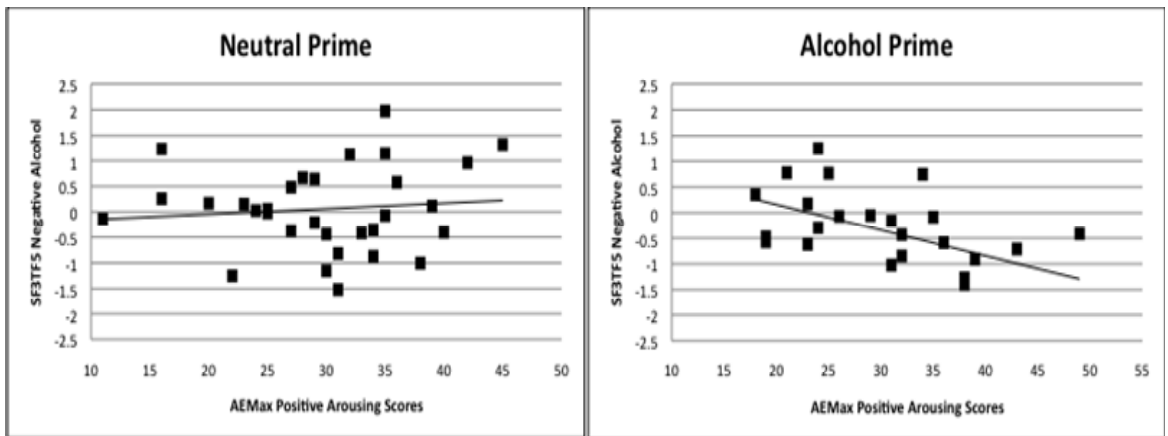 Neutral Prime
SF3TF5 Negative Alcohol
2.5
2
1.5
1
0.5
0
-0.5
-1
-1.5
-2
-2.5
10 15 20 25 30 35 40 45 50
AEMax Positive Arousing Scores
Alcohol Prime
SF3TF5 Negative Alcohol
2.5
2
1.5
1
0.5
0
-0.5
-1
-1.5
-2
-2.5
10 15 20 25 30 35 40 45 50 55
AEMax Positive Arousing Scores